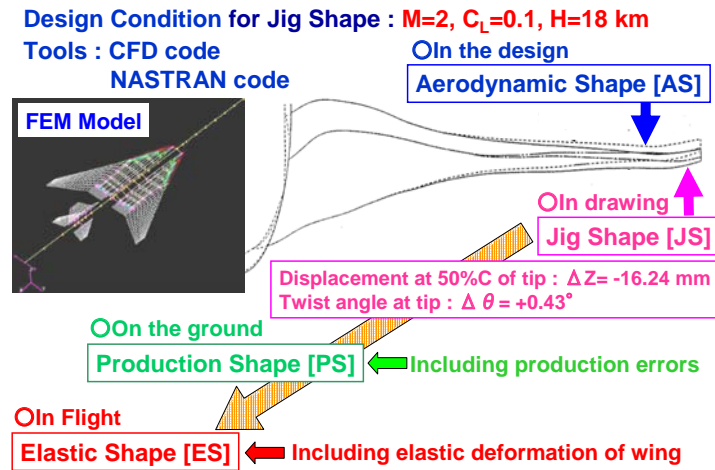 Design Condition for Jig Shape : M=2, C_L=0.1, H=18 km
Tools : CFD code
NASTRAN code
○In the design
Aerodynamic Shape [AS]
FEM Model
○In drawing
Jig Shape [JS]
Displacement at 50%C of tip : ΔZ= -16.24 mm
Twist angle at tip : Δθ = +0.43°
○On the ground
Production Shape [PS]
Including production errors
○In Flight
Elastic Shape [ES]
Including elastic deformation of wing